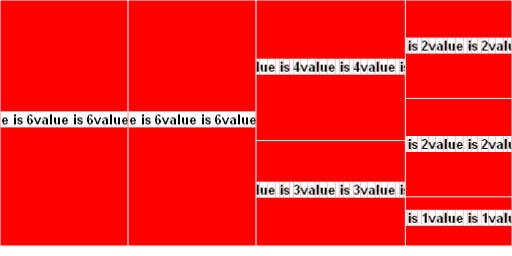 e is 6value is 6value
e is 6value is 6value
lue is 4value is 4value is
lue is 3value is 3value is
is 2value is 2valu
is 2value is 2valu
is 1value is 1valu